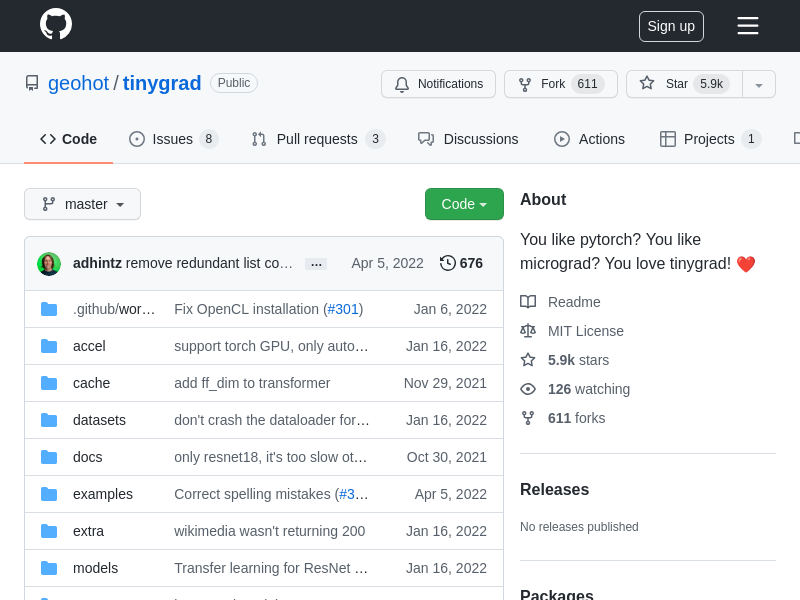 Sign up
geohot / tinygrad Public
Notifications Fork 611 Star 5.9k
Code Issues 8 Pull requests 3 Discussions Actions Projects 1
master Code
adhintz remove redundant list co… ... Apr 5, 2022 676
.github/wor… Fix OpenCL installation (#301) Jan 6, 2022
accel support torch GPU, only auto… Jan 16, 2022
cache add ff_dim to transformer Nov 29, 2021
datasets don't crash the dataloader for… Jan 16, 2022
docs only resnet18, it's too slow ot… Oct 30, 2021
examples Correct spelling mistakes (#3… Apr 5, 2022
extra wikimedia wasn't returning 200 Jan 16, 2022
models Transfer learning for ResNet … Jan 16, 2022
About
You like pytorch? You like
micrograd? You love tinygrad! ❤️
Readme
MIT License
5.9k stars
126 watching
611 forks
Releases
No releases published
Packages